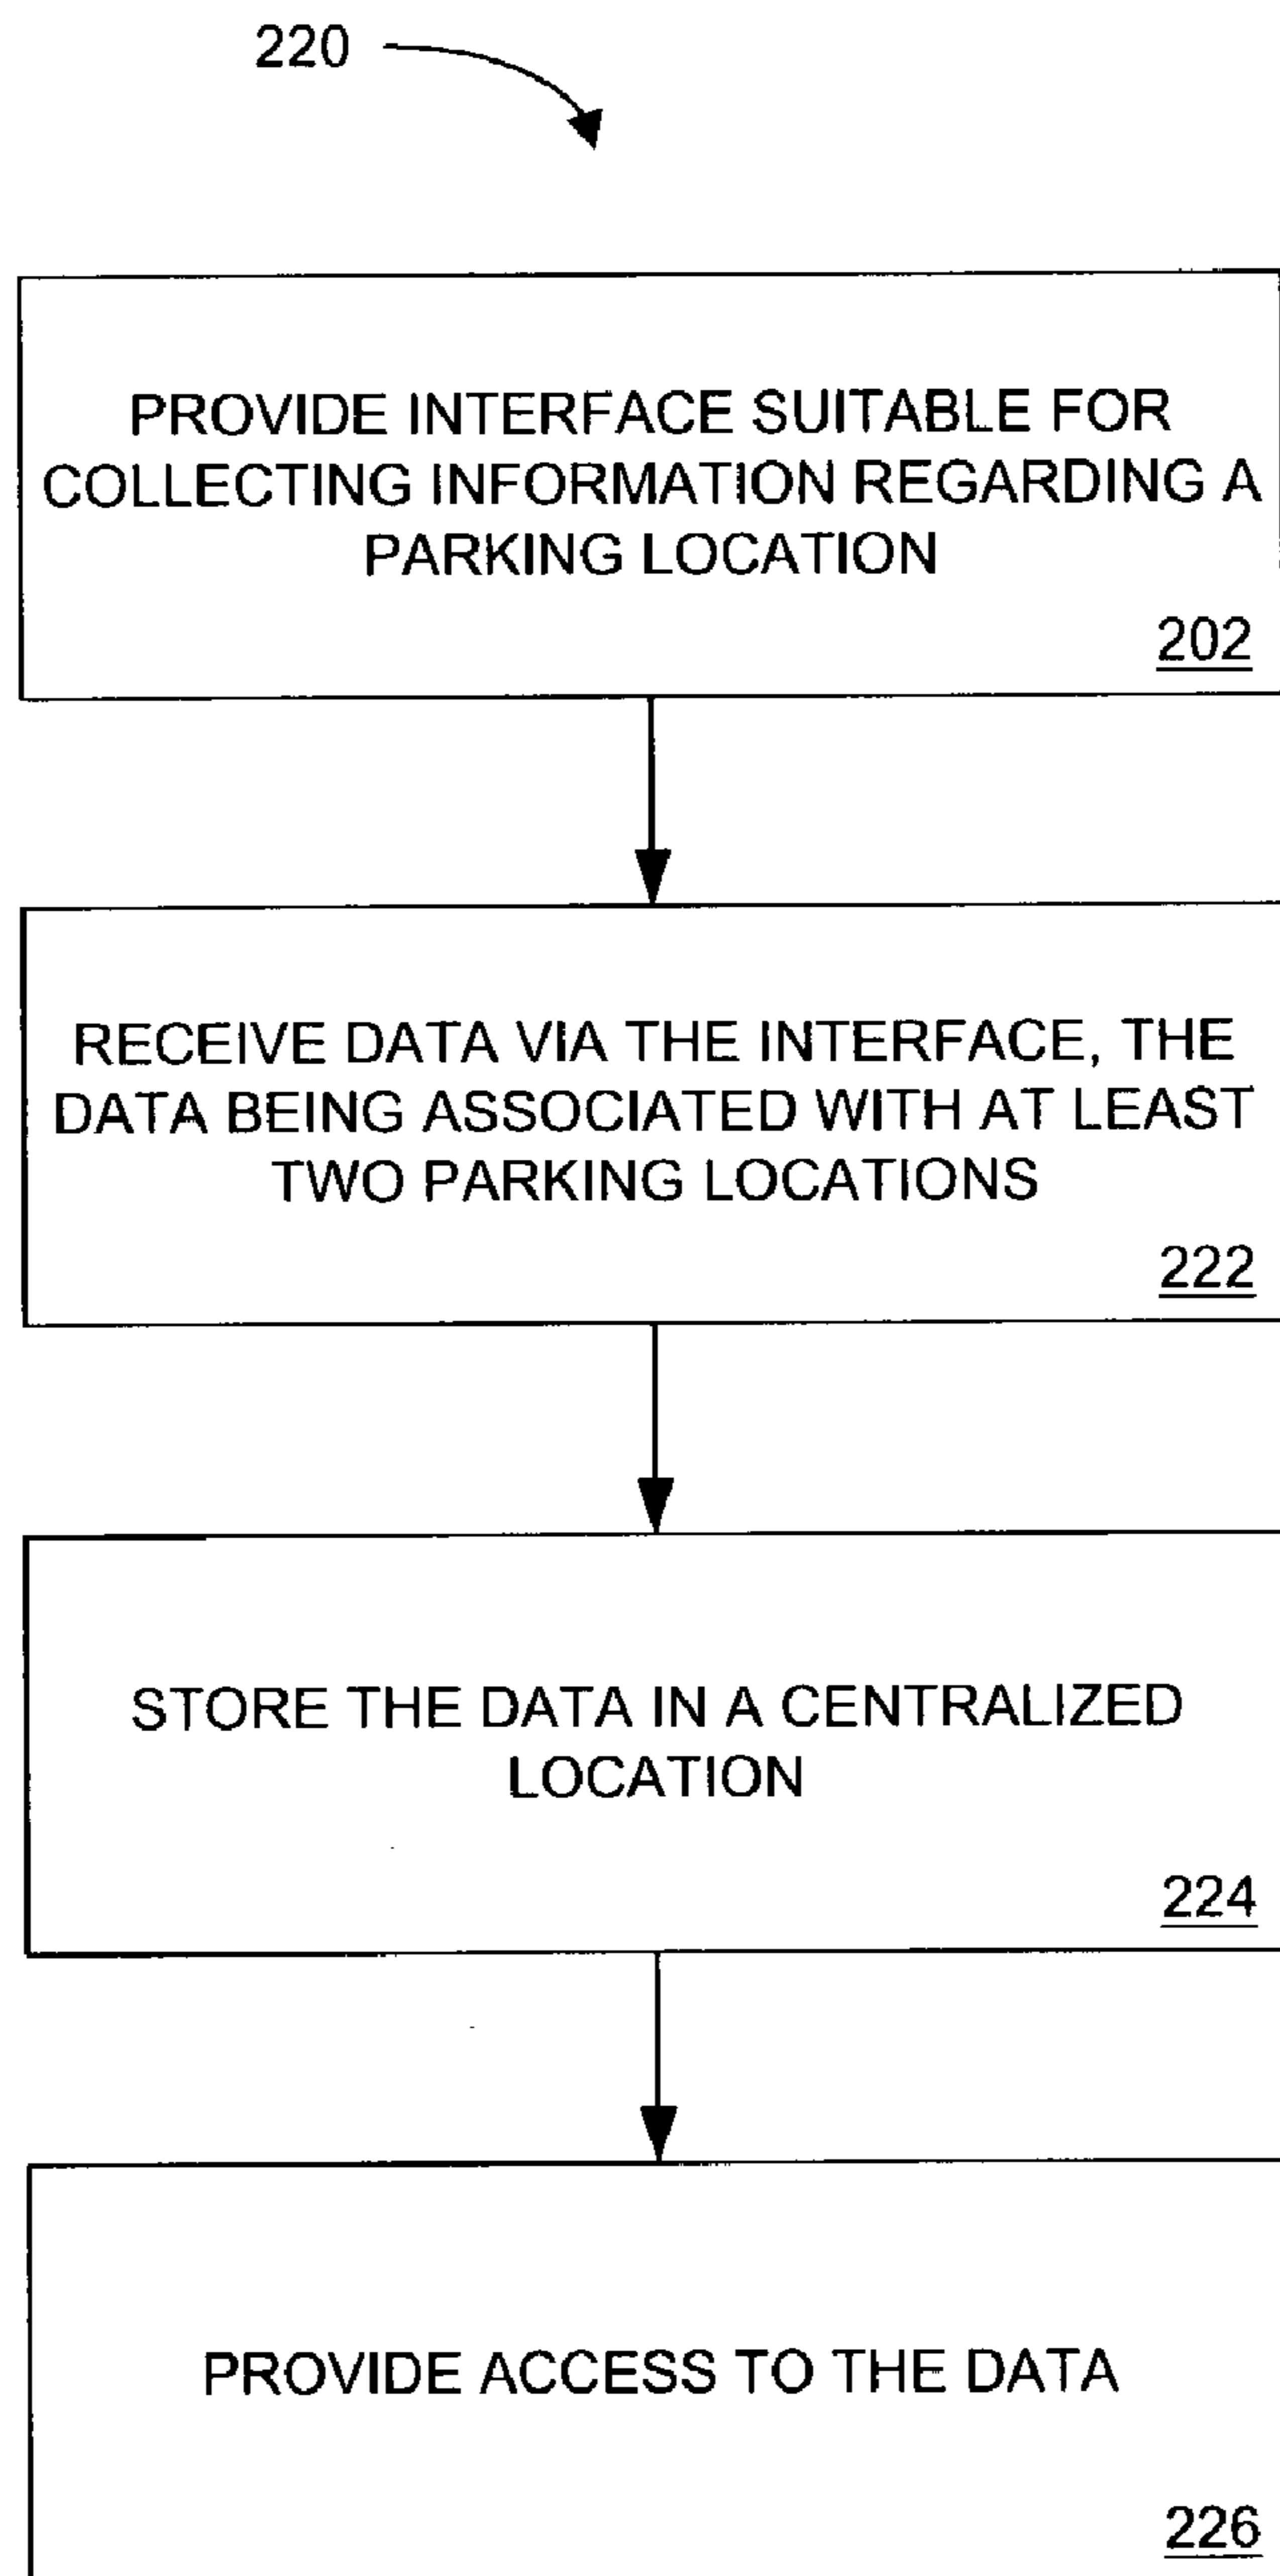 220
PROVIDE INTERFACE SUITABLE FOR
COLLECTING INFORMATION REGARDING A
PARKING LOCATION
202
RECEIVE DATA VIA THE INTERFACE, THE
DATA BEING ASSOCIATED WITH AT LEAST
TWO PARKING LOCATIONS
222
STORE THE DATA IN A CENTRALIZED
LOCATION
224
PROVIDE ACCESS TO THE DATA
226